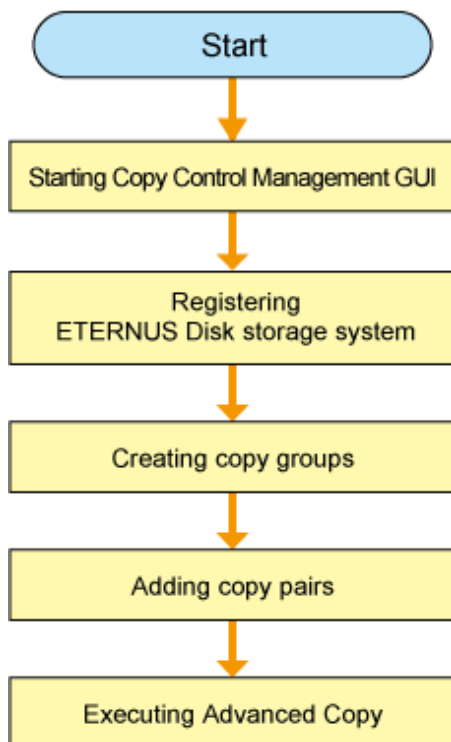 Start
Starting Copy Control Management GUI
Registering
ETERNUS Disk storage system
Creating copy groups
Adding copy pairs
Executing Advanced Copy